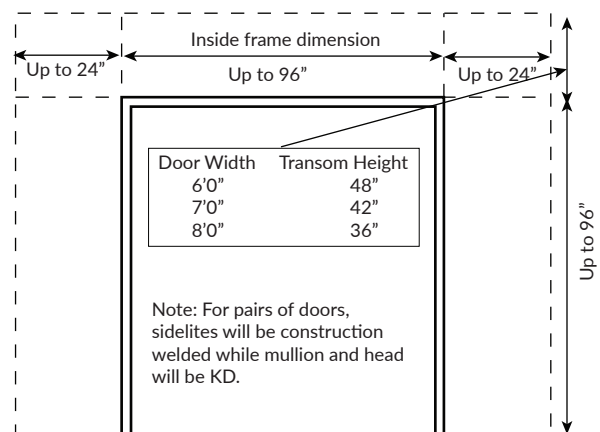 Inside frame dimension
Up to 24”
Up to 96”
Up to 24”
Door Width Transom Height
6’0” 48”
7’0” 42”
8’0” 36”
Up to 96”
Note: For pairs of doors,
sidelites will be construction
welded while mullion and head
will be KD.